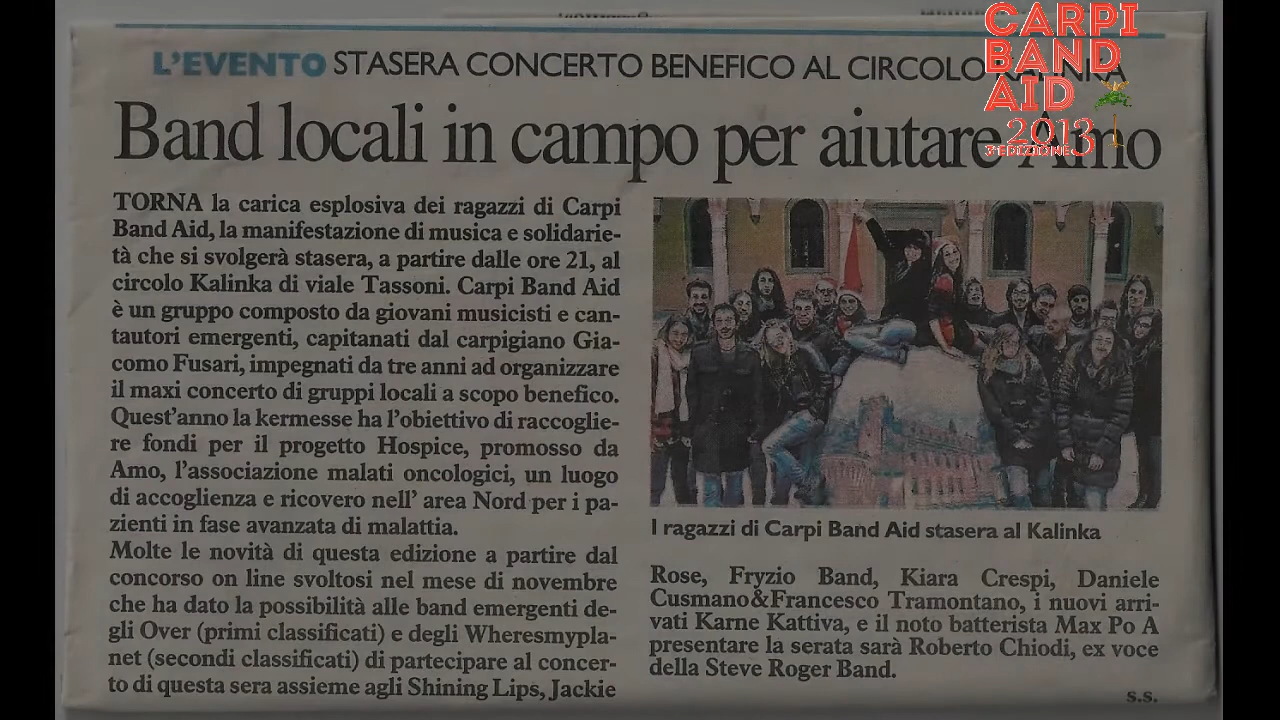 CARPI
BAND
AID
2013
3ª EDIZIONE
L'EVENTO STASERA CONCERTO BENEFICO AL CIRCOLO KALINKA
Band locali in campo per aiutare Amo
TORNA la carica esplosiva dei ragazzi di Carpi
Band Aid, la manifestazione di musica e solidarie-
tà che si svolgerà stasera, a partire dalle ore 21, al
circolo Kalinka di viale Tassoni. Carpi Band Aid
è un gruppo composto da giovani musicisti e can-
tautori emergenti, capitanati dal carpigiano Gia-
como Fusari, impegnati da tre anni ad organizzare
il maxi concerto di gruppi locali a scopo benefico.
Quest'anno la kermesse ha l'obiettivo di raccoglie-
re fondi per il progetto Hospice, promosso da
Amo, l'associazione malati oncologici, un luogo
di accoglienza e ricovero nell' area Nord per i pa-
zienti in fase avanzata di malattia.
Molte le novità di questa edizione a partire dal
concorso on line svoltosi nel mese di novembre
che ha dato la possibilità alle band emergenti de-
gli Over (primi classificati) e degli Wheresmypla-
net (secondi classificati) di partecipare al concer-
to di questa sera assieme agli Shining Lips, Jackie
I ragazzi di Carpi Band Aid stasera al Kalinka
Rose, Fryzio Band, Kiara Crespi, Daniele
Cusmano&Francesco Tramontano, i nuovi arri-
vati Karne Kattiva, e il noto batterista Max Po A
presentare la serata sarà Roberto Chiodi, ex voce
della Steve Roger Band.
s.s.